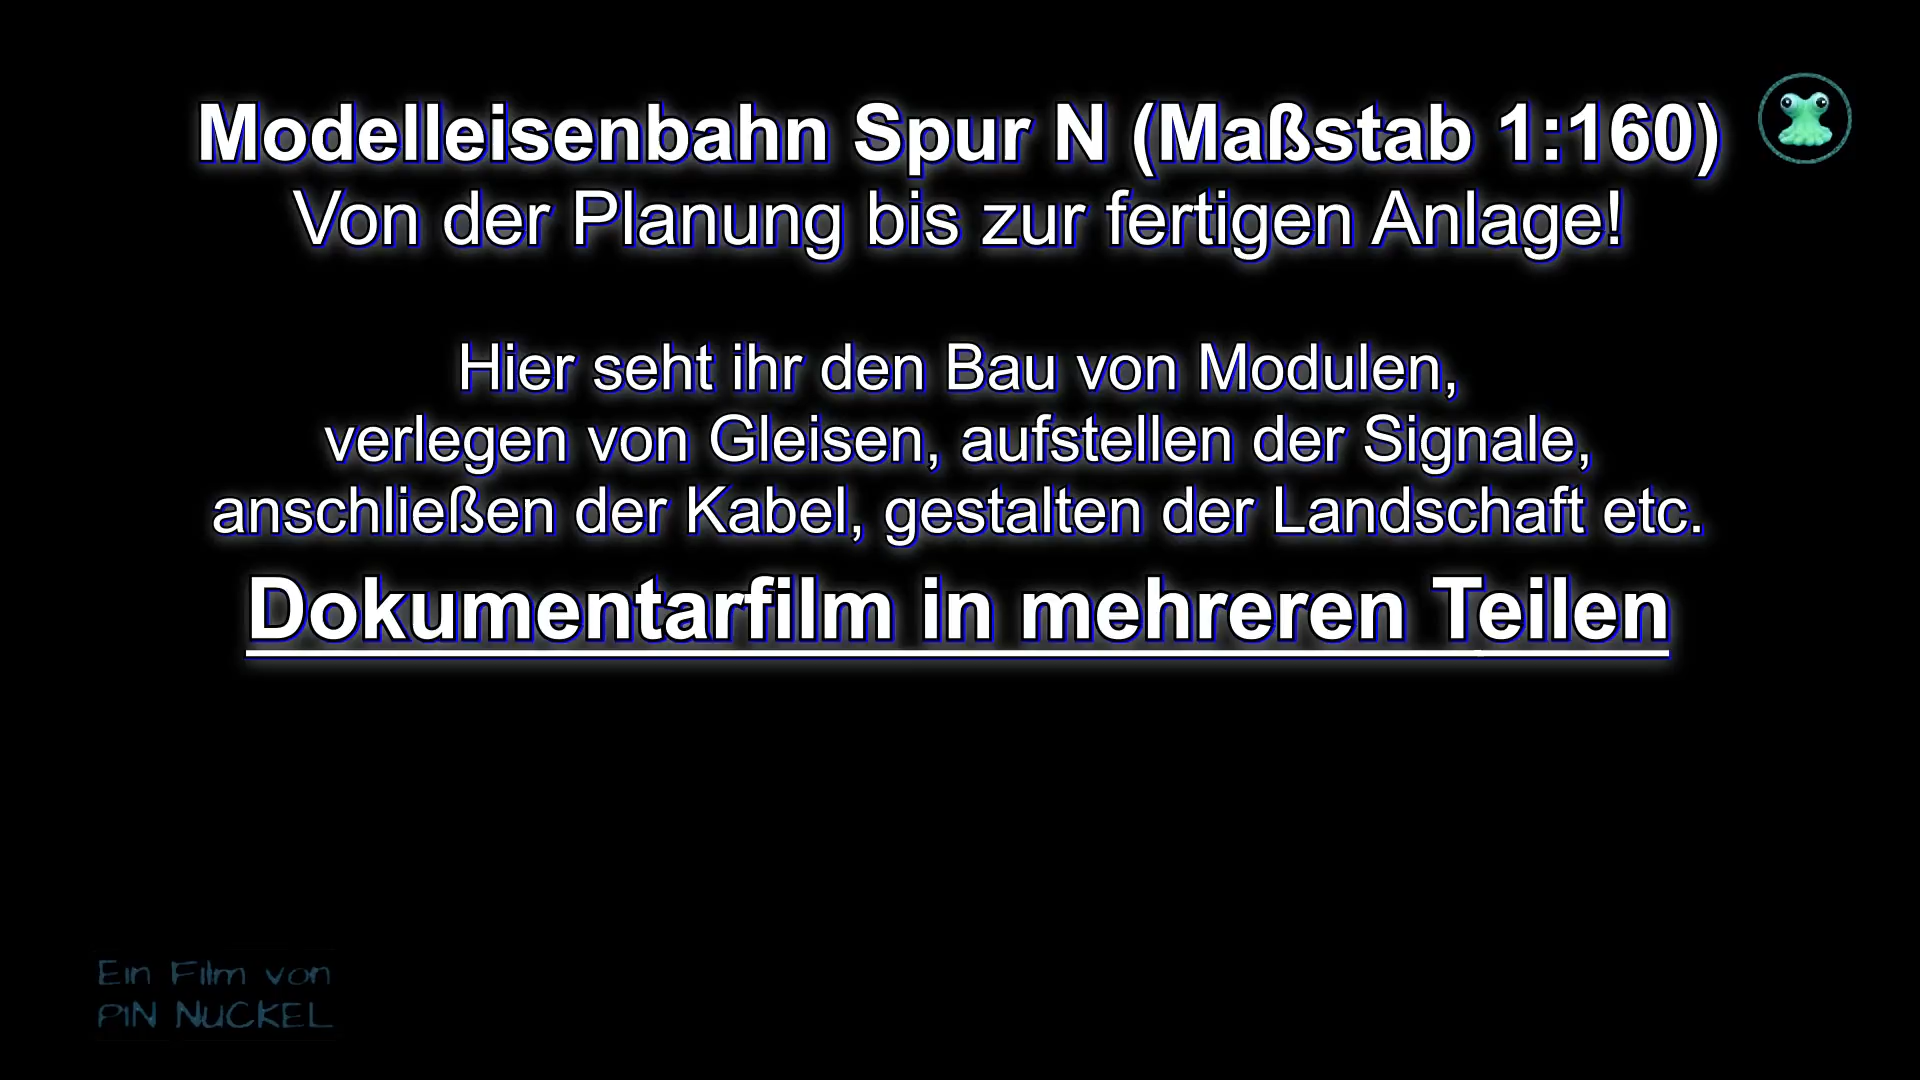 Modelleisenbahn Spur N (Maßstab 1:160)
Von der Planung bis zur fertigen Anlage!
Hier seht ihr den Bau von Modulen,
verlegen von Gleisen, aufstellen der Signale,
anschließen der Kabel, gestalten der Landschaft etc.
Dokumentarfilm in mehreren Teilen
Ein Film von
PIN NUCKEL